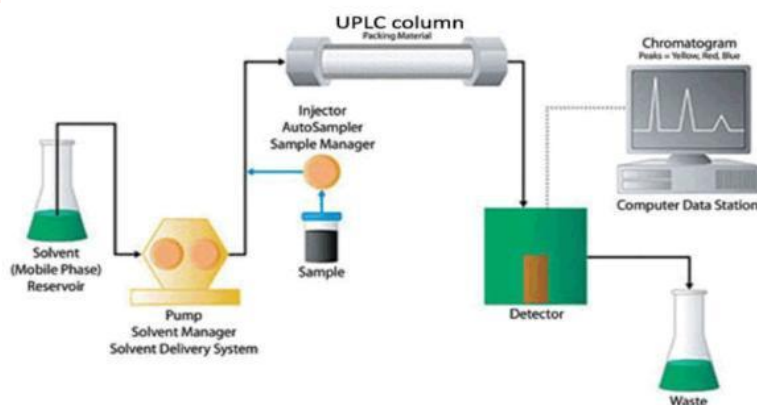 UPLC column
Packing Material
Chromatogram
Peaks = Yellow, Red, Blue
Injector
AutoSampler
Sample Manager
Computer Data Station
Solvent
(Mobile Phase)
Reservoir
Sample
Pump
Solvent Manager
Solvent Delivery System
Detector
Waste